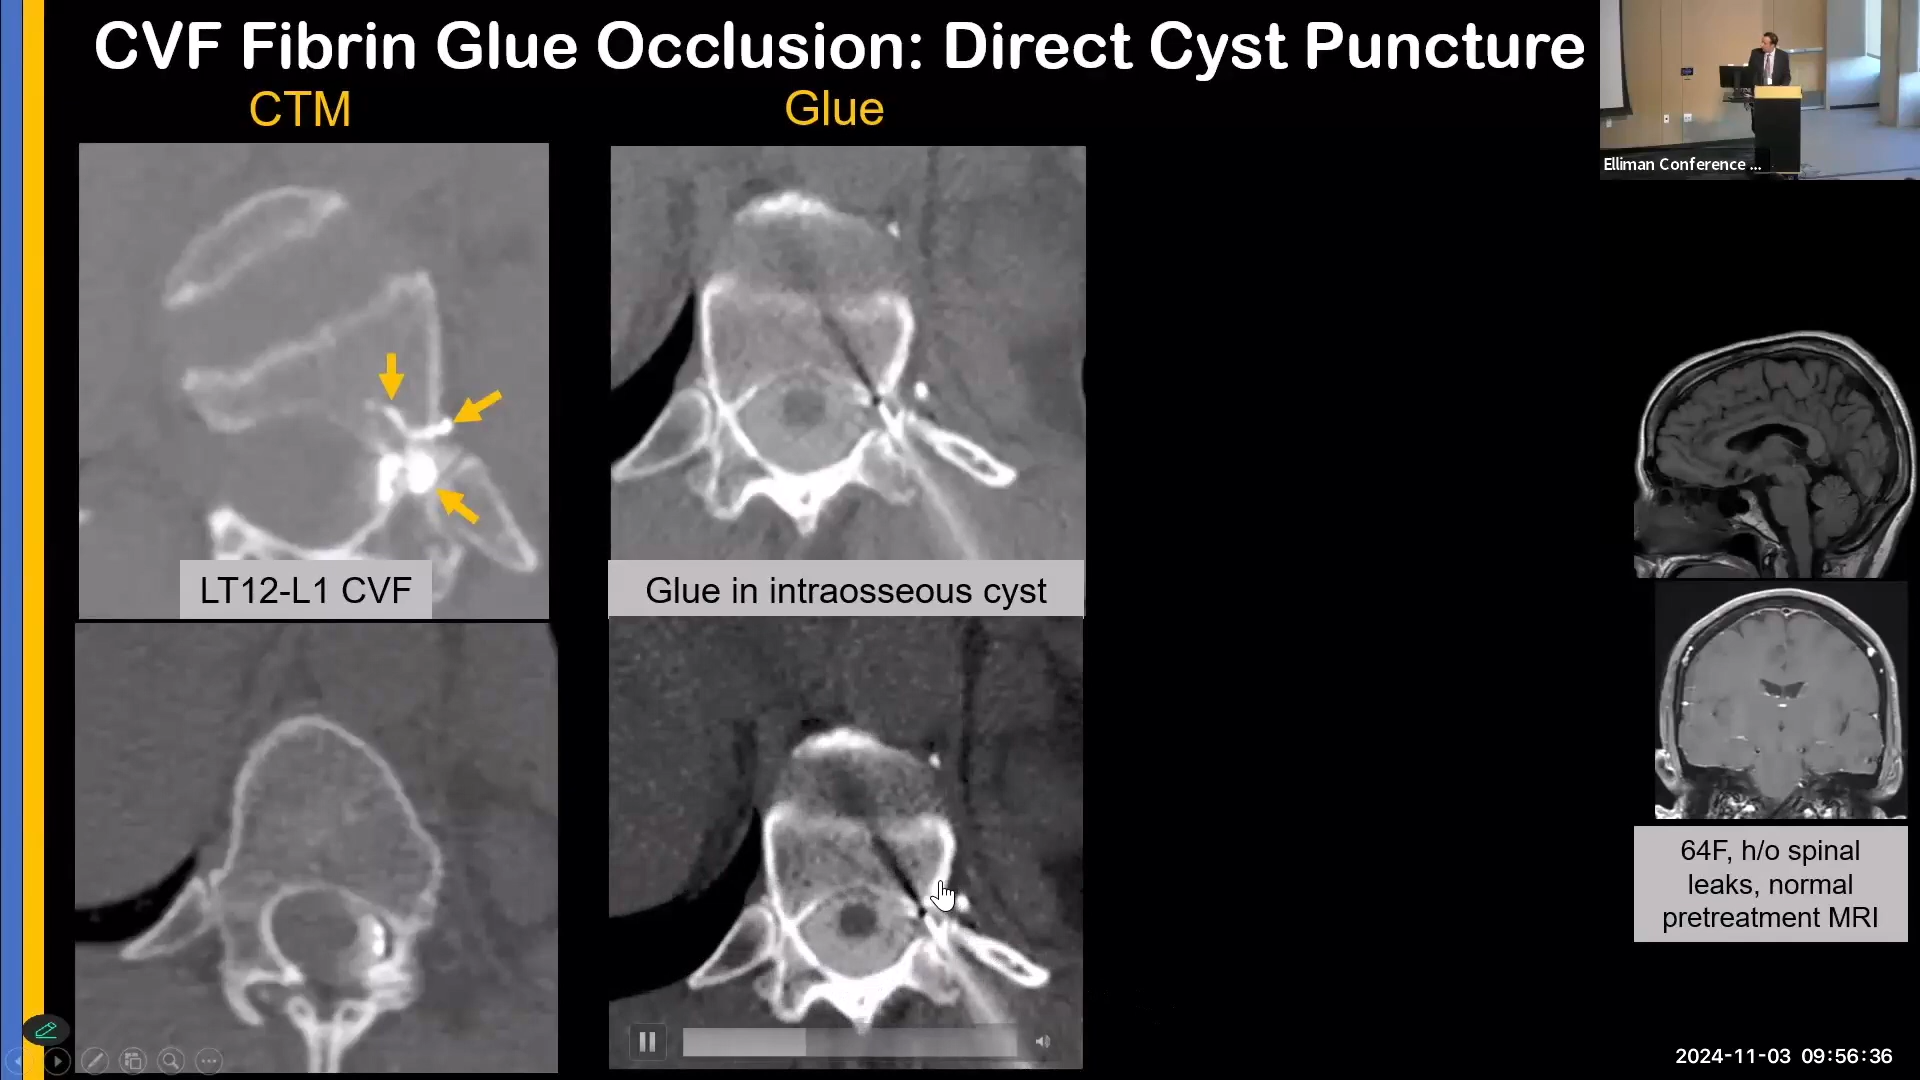 CVF Fibrin Glue Occlusion: Direct Cyst Puncture
CTM
Glue
Elliman Conference ...
LT12-L1 CVF
Glue in intraosseous cyst
64F, h/o spinal
leaks, normal
pretreatment MRI
2024-11-03 09:56:36